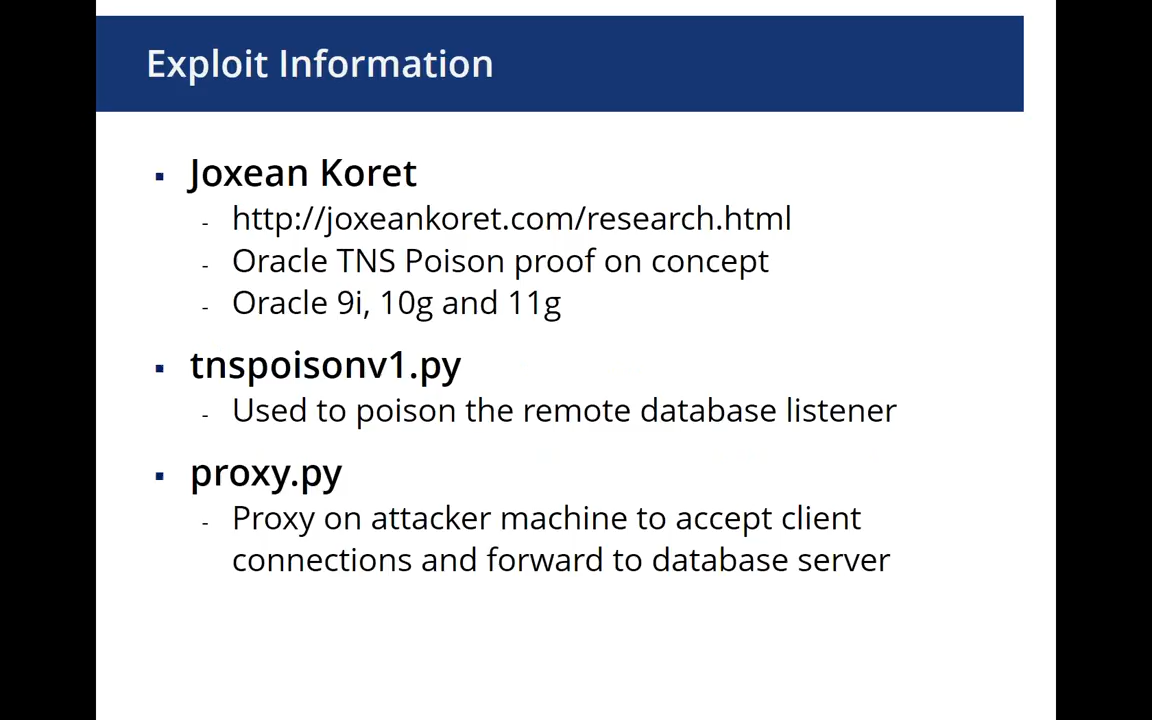 Exploit Information
▪ Joxean Koret
- http://joxeankoret.com/research.html
- Oracle TNS Poison proof on concept
- Oracle 9i, 10g and 11g
▪ tnspoisonv1.py
- Used to poison the remote database listener
▪ proxy.py
- Proxy on attacker machine to accept client
connections and forward to database server